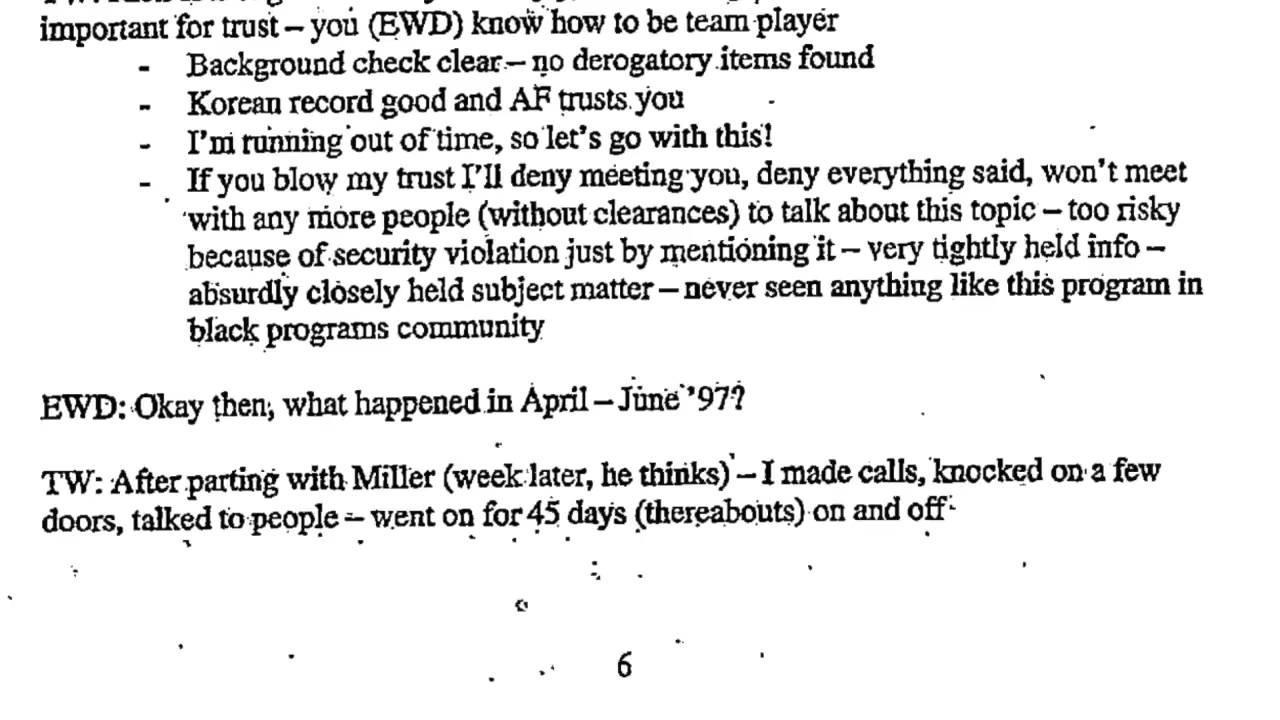 important for trust – you (EWD) know how to be team player
- Background check clear – no derogatory items found
- Korean record good and AF trusts you
- I'm running out of time, so let's go with this!
- If you blow my trust I'll deny meeting you, deny everything said, won't meet
with any more people (without clearances) to talk about this topic – too risky
because of security violation just by mentioning it – very tightly held info –
absurdly closely held subject matter – never seen anything like this program in
black programs community
EWD: Okay then, what happened in April – June '97?
TW: After parting with Miller (week later, he thinks) – I made calls, knocked on a few
doors, talked to people – went on for 45 days (thereabouts) on and off
6